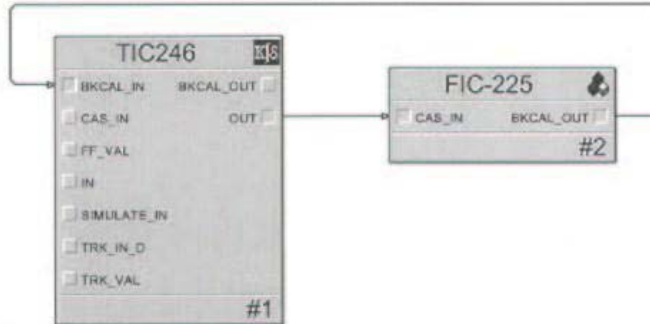 TIC246
BKCAL_IN BKCAL_OUT
CAS_IN OUT
FF_VAL
IN
SIMULATE_IN
TRK_IN_D
TRK_VAL
#1
FIC-225
CAS_IN BKCAL_OUT
#2